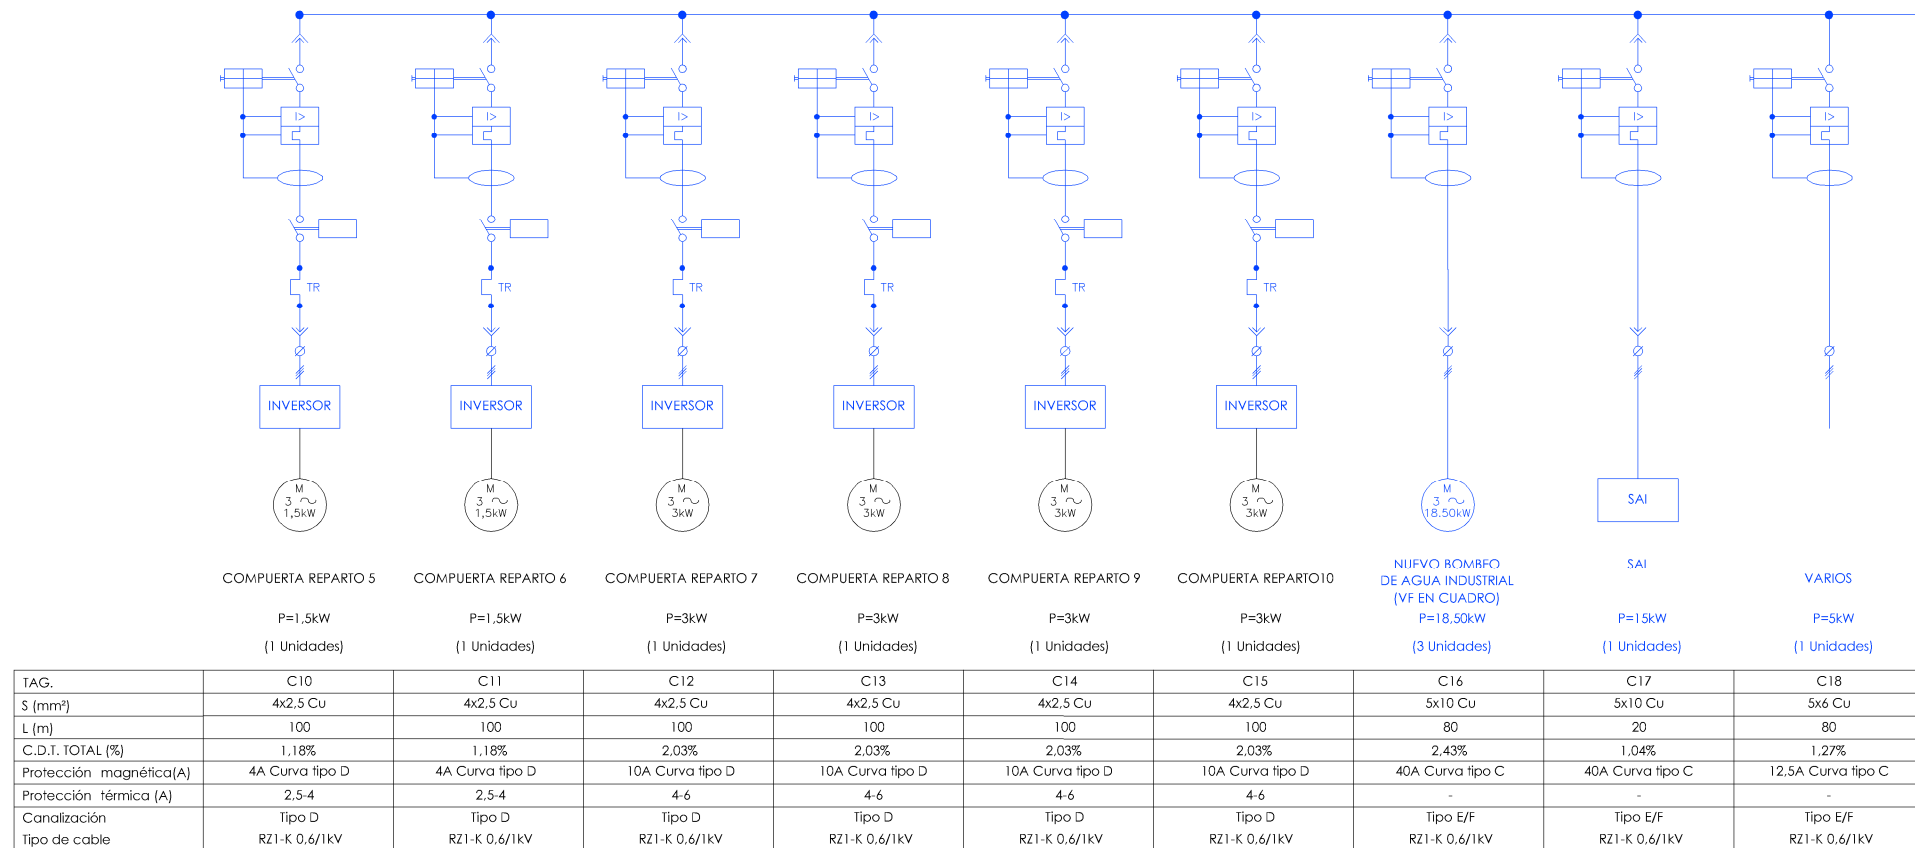 I> I> I> I> I> I> I> I> I>
TR TR TR TR TR TR
INVERSOR INVERSOR INVERSOR INVERSOR INVERSOR INVERSOR
M M M M M M M
3 3 3 3 3 3 3 SAI
1,5kW 1,5kW 3kW 3kW 3kW 3kW 18.50kW
NUEVO BOMBEO SAI
COMPUERTA REPARTO 5 COMPUERTA REPARTO 6 COMPUERTA REPARTO 7 COMPUERTA REPARTO 8 COMPUERTA REPARTO 9 COMPUERTA REPARTO10 DE AGUA INDUSTRIAL VARIOS
(VF EN CUADRO)
P=1,5kW P=1,5kW P=3kW P=3kW P=3kW P=3kW P=18,50kW P=15kW P=5kW
(1 Unidades) (1 Unidades) (1 Unidades) (1 Unidades) (1 Unidades) (1 Unidades) (3 Unidades) (1 Unidades) (1 Unidades)
TAG. C10 C11 C12 C13 C14 C15 C16 C17 C18
S (mm²) 4x2,5 Cu 4x2,5 Cu 4x2,5 Cu 4x2,5 Cu 4x2,5 Cu 4x2,5 Cu 5x10 Cu 5x10 Cu 5x6 Cu
L (m) 100 100 100 100 100 100 80 20 80
C.D.T. TOTAL (%) 1,18% 1,18% 2,03% 2,03% 2,03% 2,03% 2,43% 1,04% 1,27%
Protección magnética(A) 4A Curva tipo D 4A Curva tipo D 10A Curva tipo D 10A Curva tipo D 10A Curva tipo D 10A Curva tipo D 40A Curva tipo C 40A Curva tipo C 12,5A Curva tipo C
Protección térmica (A) 2,5-4 2,5-4 4-6 4-6 4-6 4-6 - - -
Canalización Tipo D Tipo D Tipo D Tipo D Tipo D Tipo D Tipo E/F Tipo E/F Tipo E/F
Tipo de cable RZ1-K 0,6/1kV RZ1-K 0,6/1kV RZ1-K 0,6/1kV RZ1-K 0,6/1kV RZ1-K 0,6/1kV RZ1-K 0,6/1kV RZ1-K 0,6/1kV RZ1-K 0,6/1kV RZ1-K 0,6/1kV